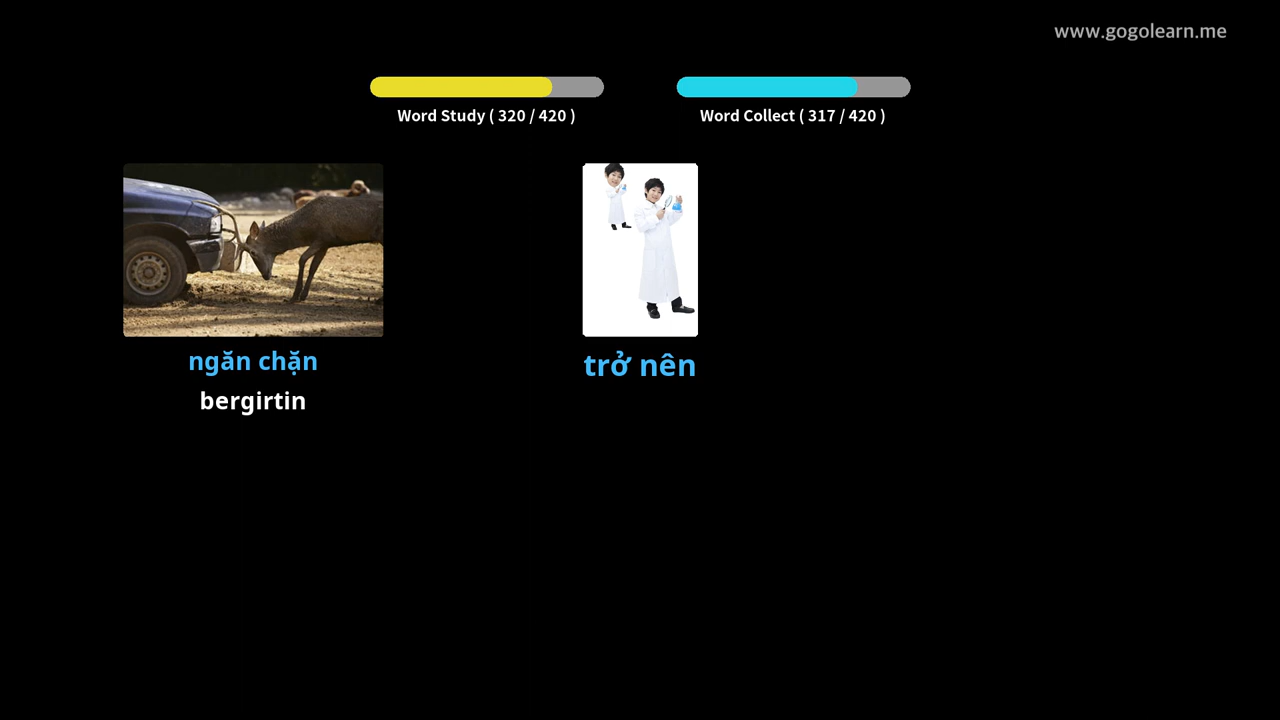 www.gogolearn.me
Word Study ( 320 / 420 )
Word Collect ( 317 / 420 )
ngăn chặn
bergirtin
trở nên